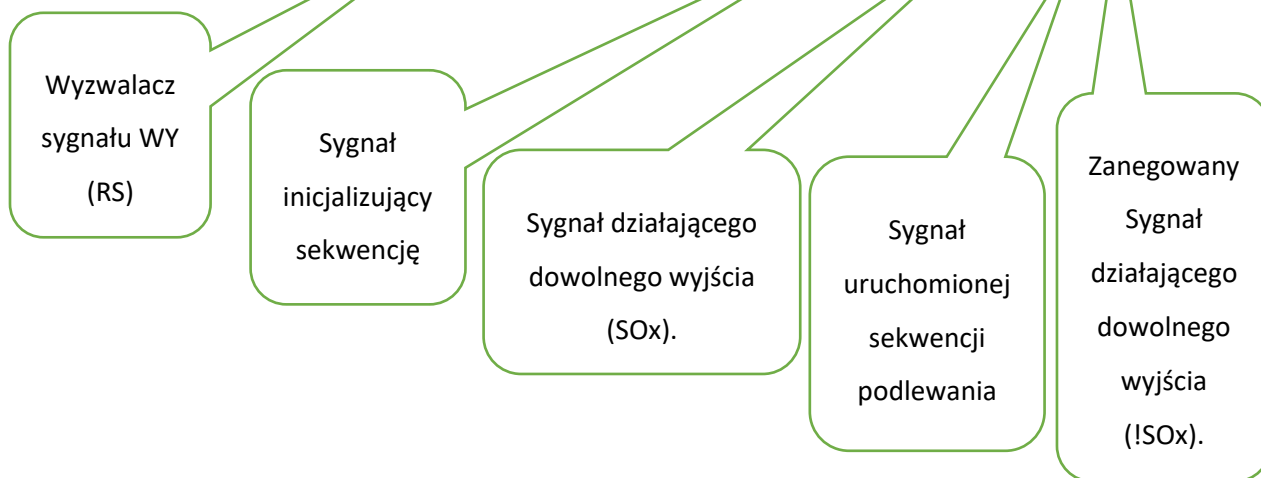 Wyzwalacz
sygnału WY
(RS)
Sygnał
inicjalizujący
sekwencję
Sygnał działającego
dowolnego wyjścia
(SOx).
Sygnał
uruchomionej
sekwencji
podlewania
Zanegowany
Sygnał
działającego
dowolnego
wyjścia
(!SOx).